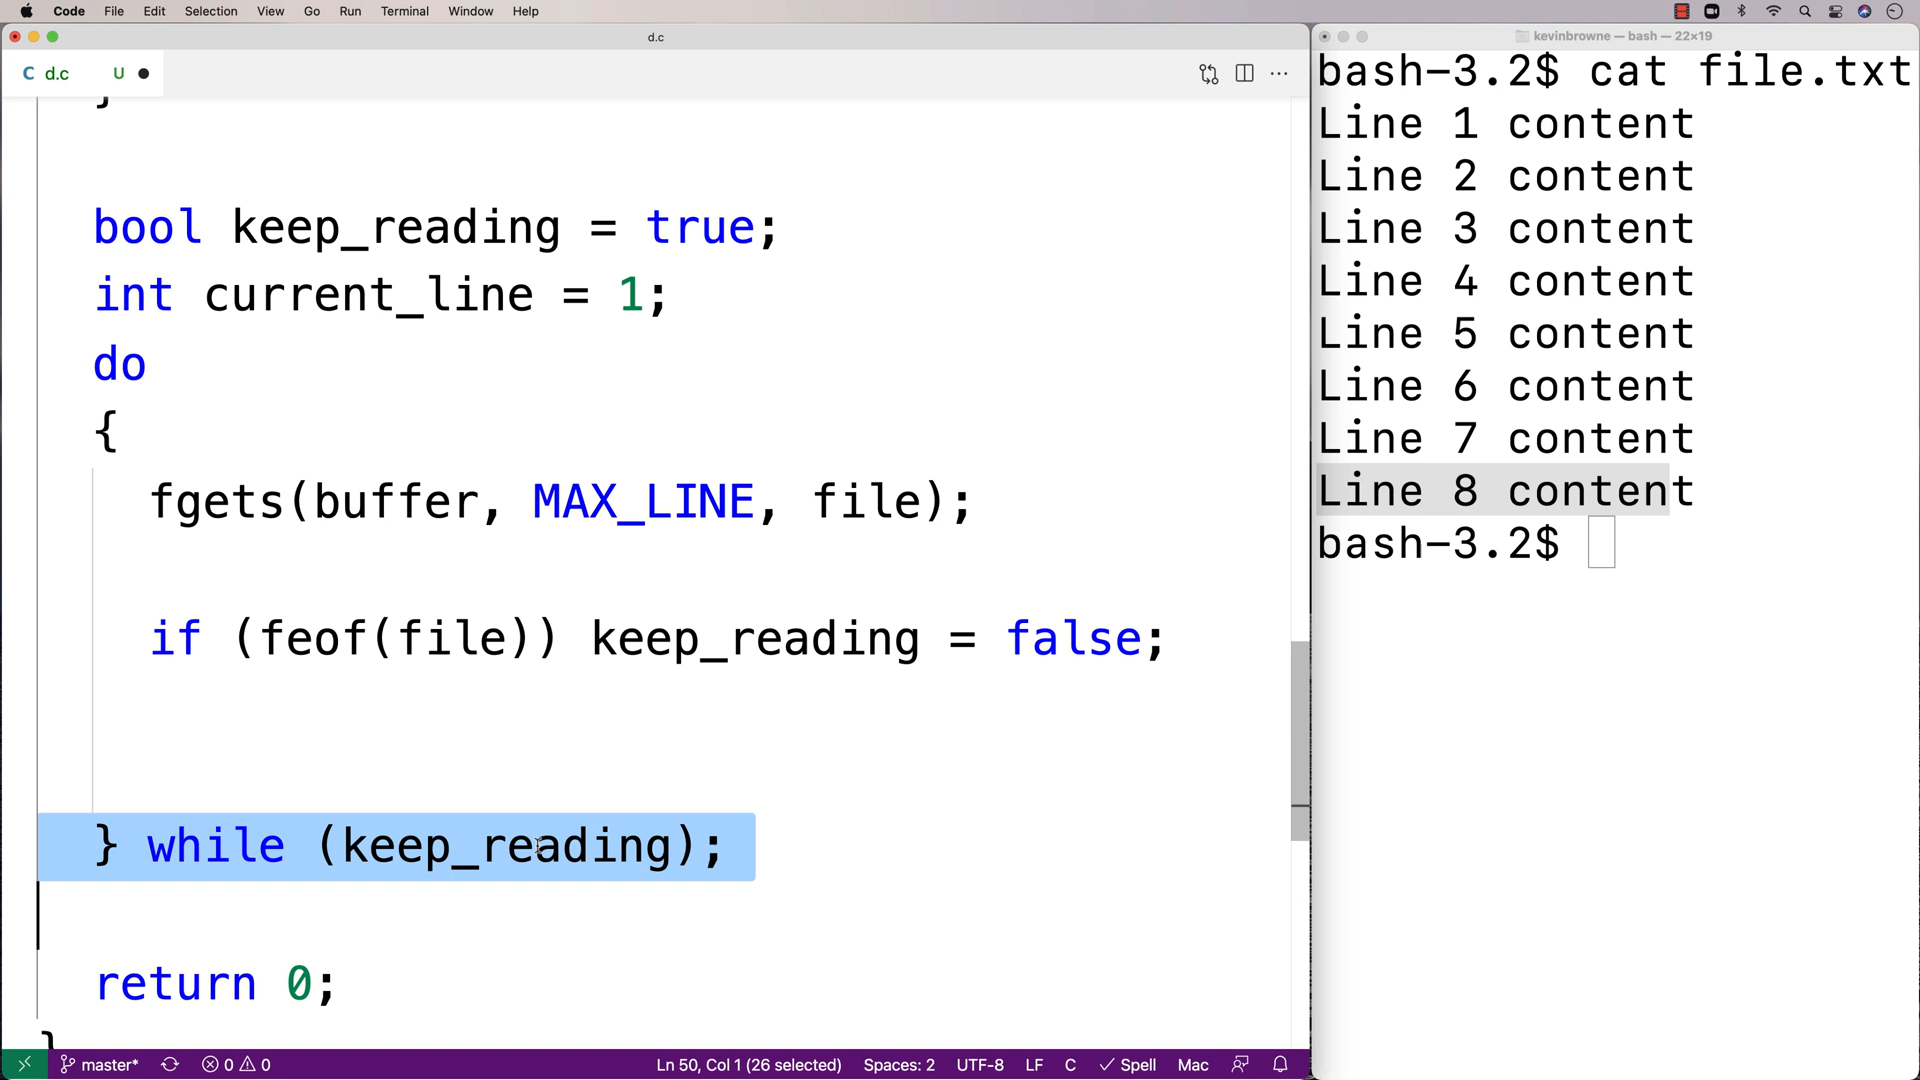 Code File Edit Selection View Go Run Terminal Window Help
d.c
C d.c U
}
bool keep_reading = true;
int current_line = 1;
do
{
fgets(buffer, MAX_LINE, file);
if (feof(file)) keep_reading = false;
} while (keep_reading);
return 0;
}
master* 0 0 Ln 50, Col 1 (26 selected) Spaces: 2 UTF-8 LF C Spell Mac
kevinbrowne — bash — 22×19
bash-3.2$ cat file.txt
Line 1 content
Line 2 content
Line 3 content
Line 4 content
Line 5 content
Line 6 content
Line 7 content
Line 8 content
bash-3.2$